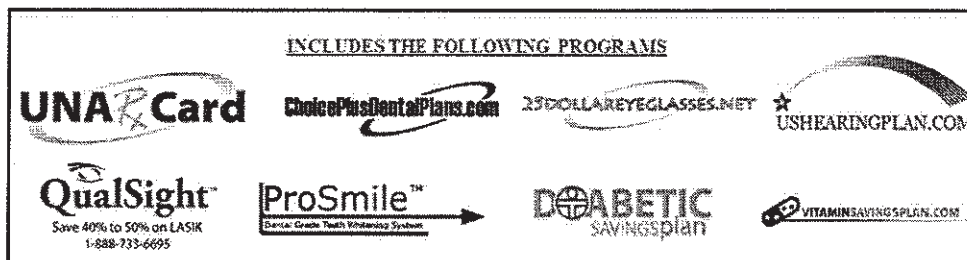 INCLUDES THE FOLLOWING PROGRAMS
UNA Rx Card
ChoicePlusDentalPlans.com
25DOLLAREYEGLASSES.NET
USHEARINGPLAN.COM
QualSight™
Save 40% to 50% on LASIK
1-888-733-6695
ProSmile™
Dental Grade Teeth Whitening System
DIABETIC
SAVINGSplan
VITAMINSAVINGSPLAN.COM